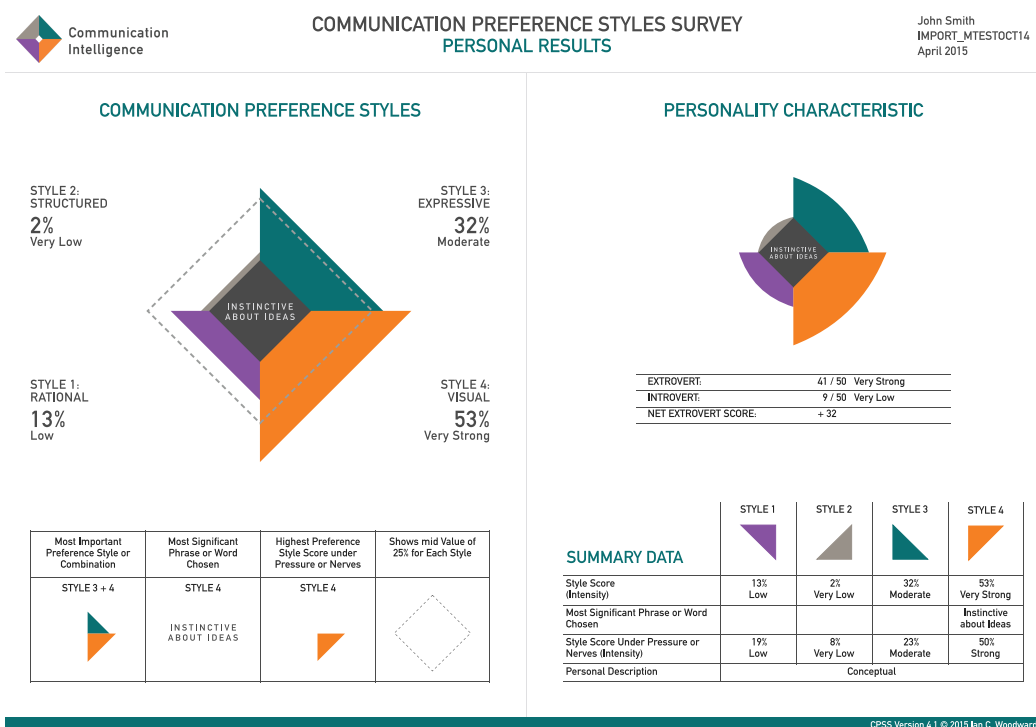 Communication
Intelligence
COMMUNICATION PREFERENCE STYLES SURVEY
PERSONAL RESULTS
John Smith
IMPORT_MTESTOCT14
April 2015
COMMUNICATION PREFERENCE STYLES
STYLE 2:
STRUCTURED
2%
Very Low
STYLE 3:
EXPRESSIVE
32%
Moderate
INSTINCTIVE
ABOUT IDEAS
STYLE 1:
RATIONAL
13%
Low
STYLE 4:
VISUAL
53%
Very Strong
Most Important
Preference Style or
Combination
Most Significant
Phrase or Word
Chosen
Highest Preference
Style Score under
Pressure or Nerves
Shows mid Value of
25% for Each Style
STYLE 3 + 4
STYLE 4
STYLE 4
INSTINCTIVE
ABOUT IDEAS
PERSONALITY CHARACTERISTIC
INSTINCTIVE
ABOUT IDEAS
EXTROVERT: 41 / 50 Very Strong
INTROVERT: 9 / 50 Very Low
NET EXTROVERT SCORE: + 32
SUMMARY DATA
STYLE 1 STYLE 2 STYLE 3 STYLE 4
Style Score 13% 2% 32% 53%
(Intensity) Low Very Low Moderate Very Strong
Most Significant Phrase or Word Instinctive
Chosen about Ideas
Style Score Under Pressure or 19% 8% 23% 50%
Nerves (Intensity) Low Very Low Moderate Strong
Personal Description Conceptual
CPSS Version 4.1 © 2015 Ian C. Woodward